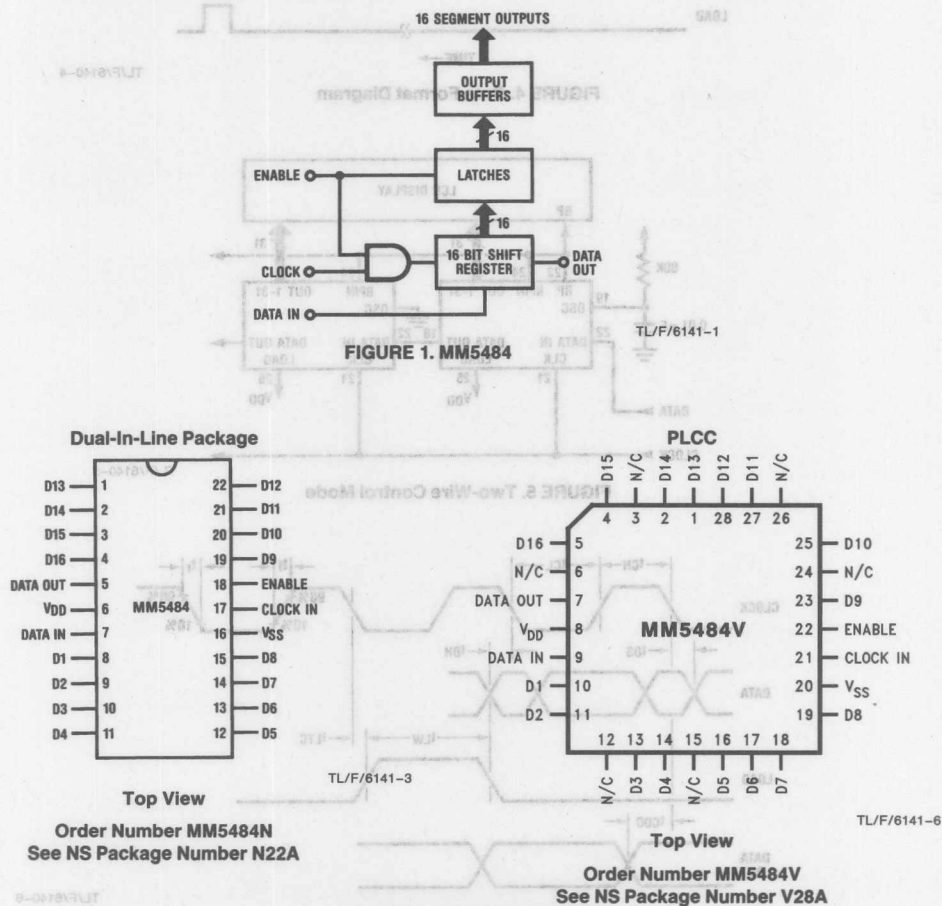 16 SEGMENT OUTPUTS
OUTPUT
BUFFERS
16
ENABLE
LATCHES
16
CLOCK
16 BIT SHIFT
REGISTER
DATA
OUT
DATA IN
TL/F/6141-1
FIGURE 1. MM5484
Dual-In-Line Package
D13 1 22 D12
D14 2 21 D11
D15 3 20 D10
D16 4 19 D9
DATA OUT 5 18 ENABLE
MM5484
VDD 6 17 CLOCK IN
DATA IN 7 16 VSS
D1 8 15 D8
D2 9 14 D7
D3 10 13 D6
D4 11 12 D5
TL/F/6141-3
Top View
Order Number MM5484N
See NS Package Number N22A
PLCC
D15 N/C D14 D13 D12 D11 N/C
4 3 2 1 28 27 26
D16 5 25 D10
N/C 6 24 N/C
DATA OUT 7 23 D9
VDD 8 MM5484V 22 ENABLE
DATA IN 9 21 CLOCK IN
D1 10 20 VSS
D2 11 19 D8
12 13 14 15 16 17 18
N/C D3 D4 N/C D5 D6 D7
TL/F/6141-6
Top View
Order Number MM5484V
See NS Package Number V28A